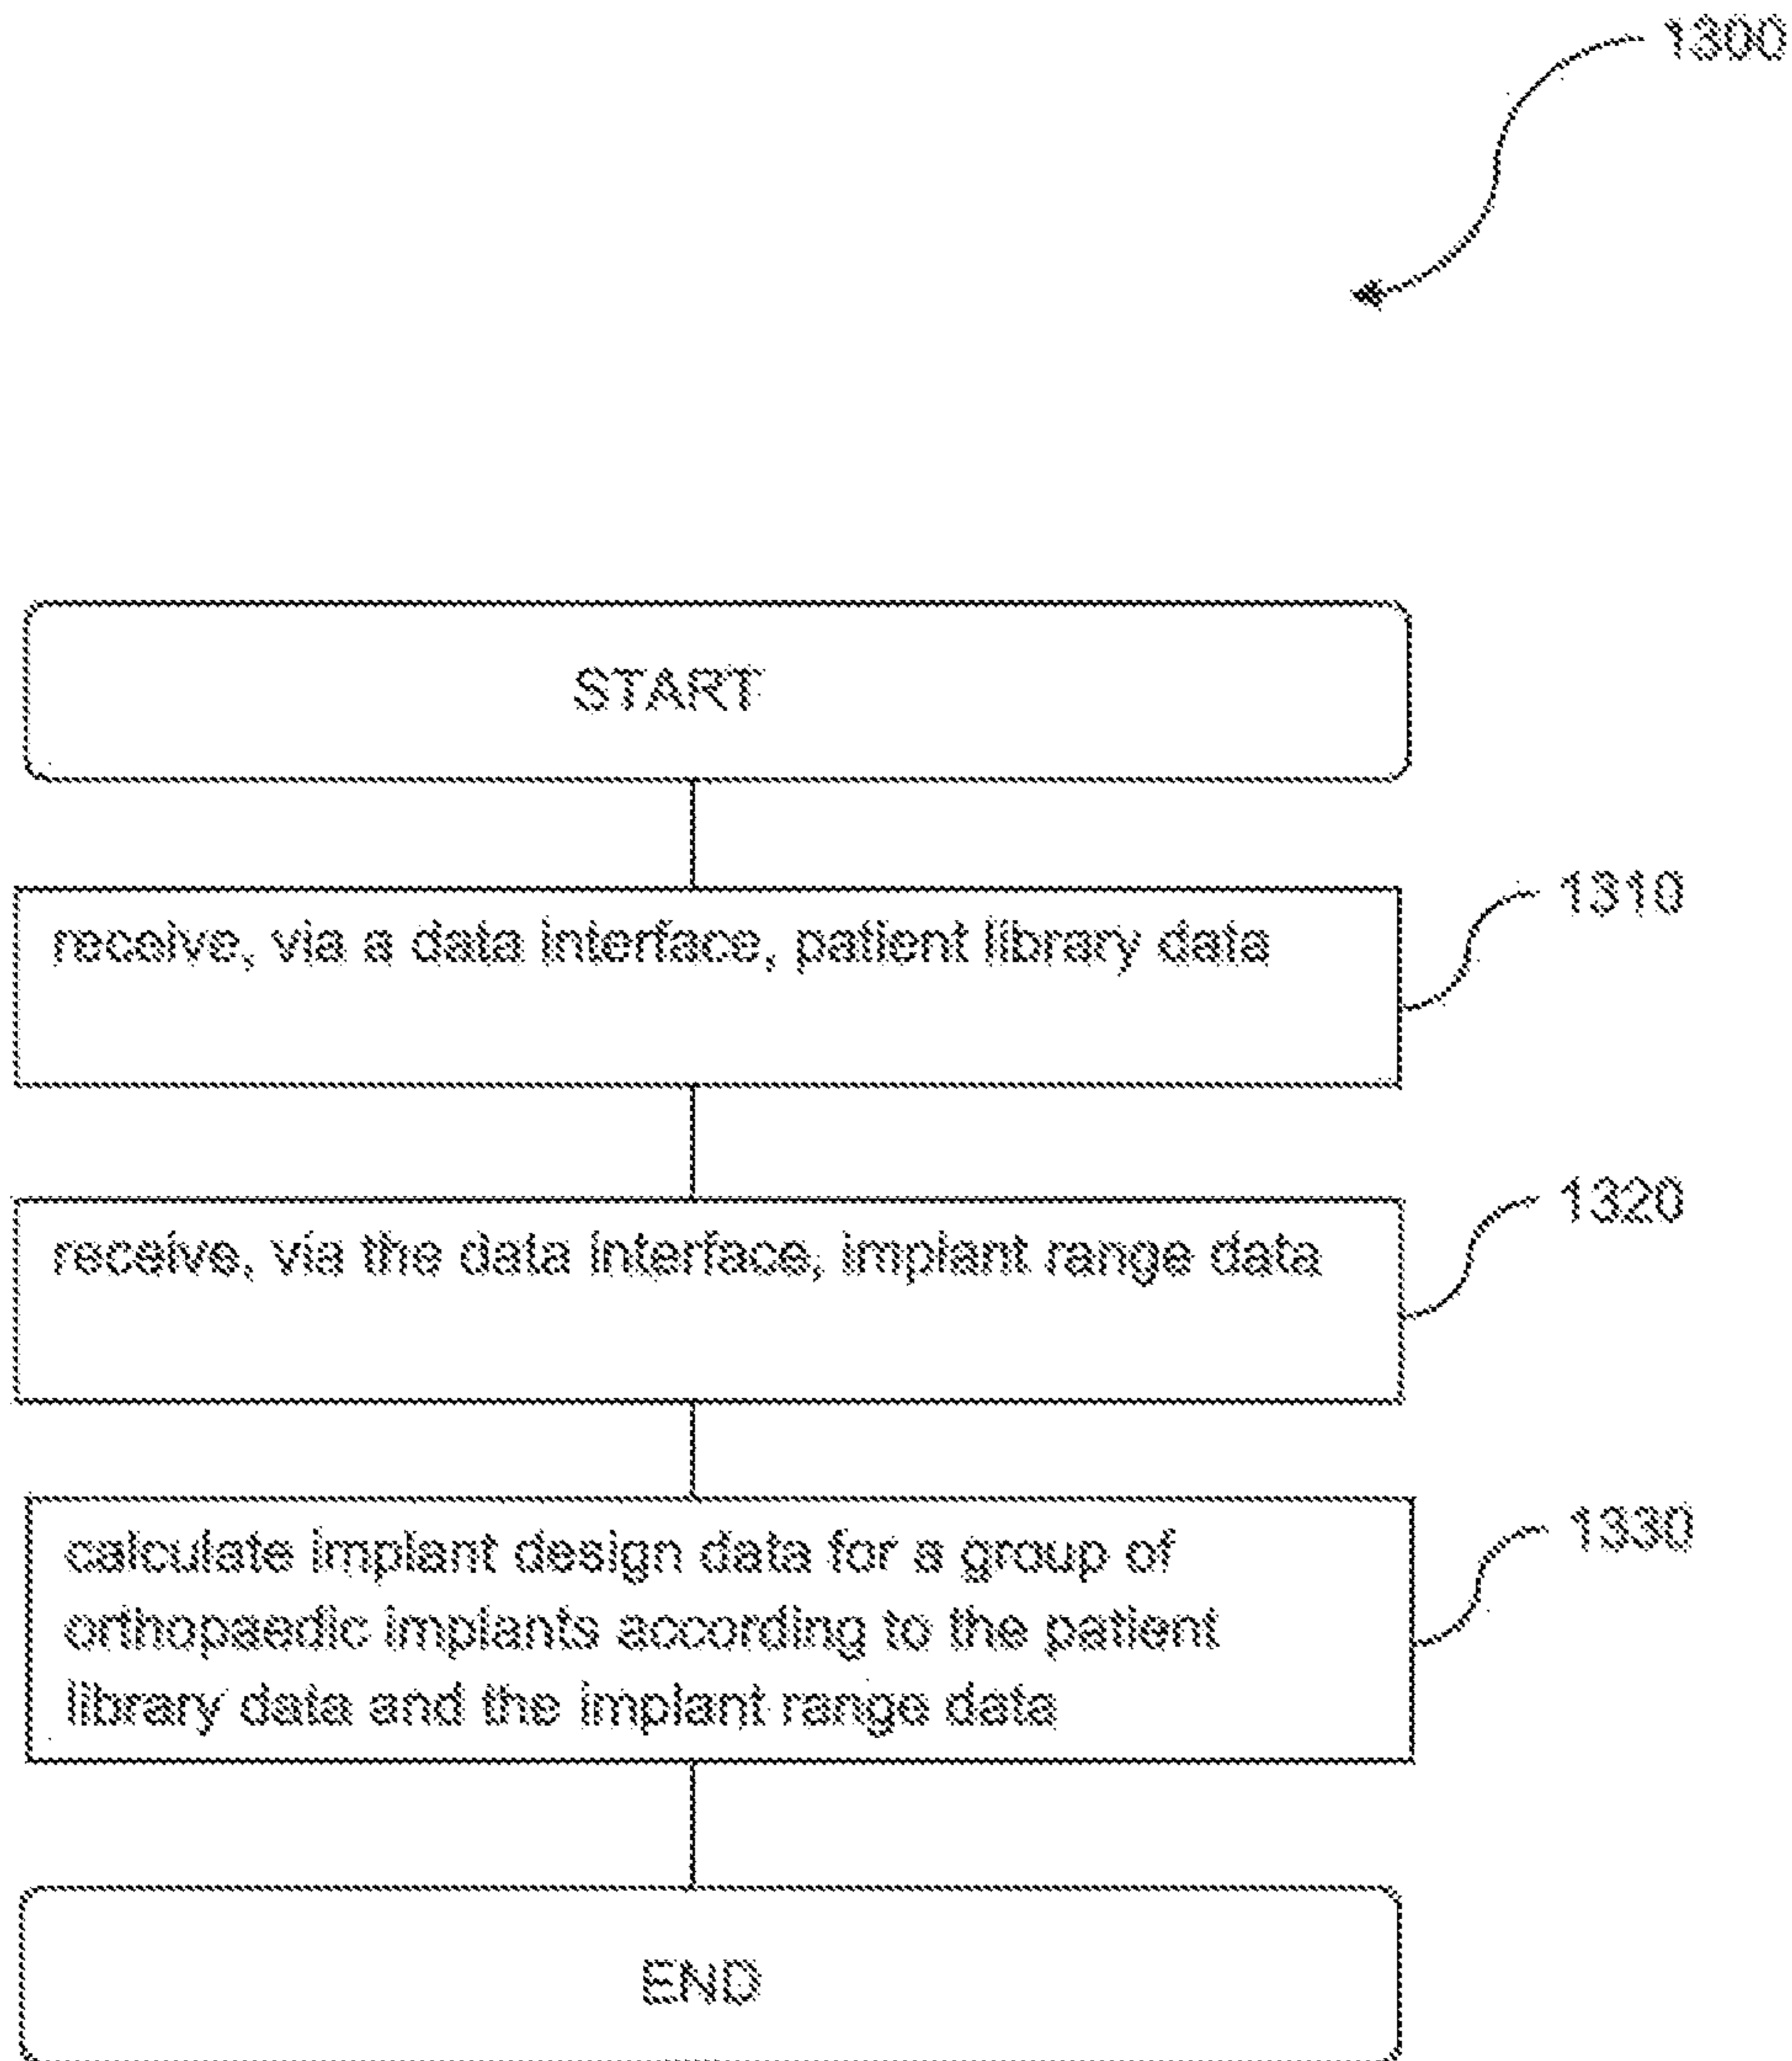 1300
START
receive, via a data interface, patient library data
1310
receive, via the data interface, implant range data
1320
calculate implant design data for a group of
orthopaedic implants according to the patient
library data and the implant range data
1330
END